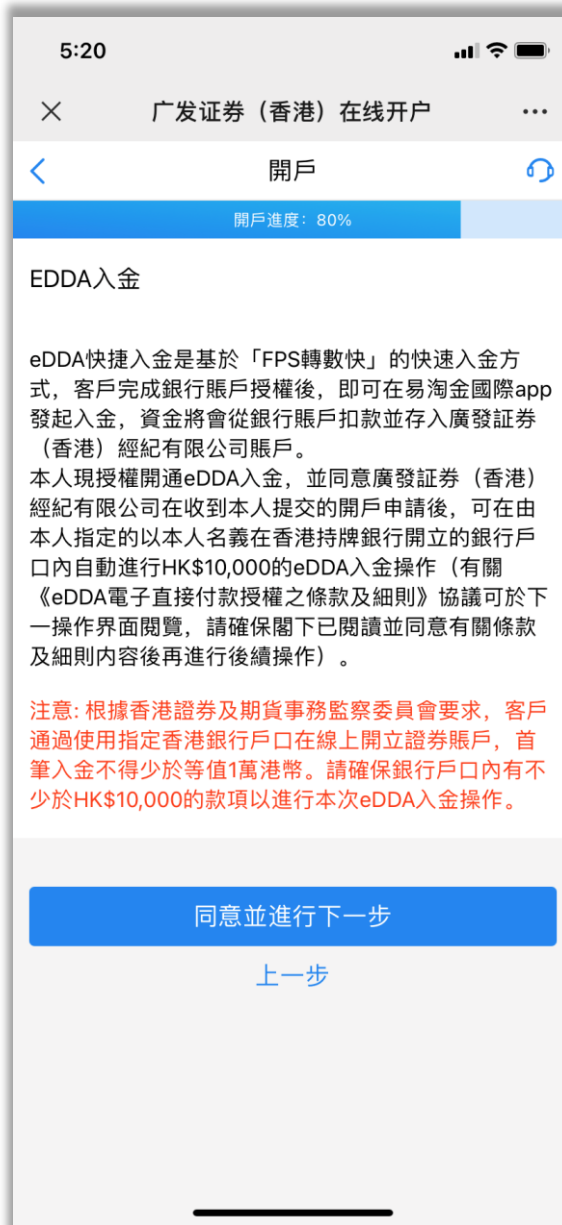 5:20
广发证券（香港）在线开户
開戶
開戶進度：80%
EDDA入金
eDDA快捷入金是基於「FPS轉數快」的快速入金方
式，客戶完成銀行賬戶授權後，即可在易淘金國際app
發起入金，資金將會從銀行賬戶扣款並存入廣發証券
（香港）經紀有限公司賬戶。
本人現授權開通eDDA入金，並同意廣發証券（香港）
經紀有限公司在收到本人提交的開戶申請後，可在由
本人指定的以本人名義在香港持牌銀行開立的銀行戶
口內自動進行HK$10,000的eDDA入金操作（有關
《eDDA電子直接付款授權之條款及細則》協議可於下
一操作界面閱覽，請確保閣下已閱讀並同意有關條款
及細則內容後再進行後續操作）。
注意: 根據香港證券及期貨事務監察委員會要求，客戶
通過使用指定香港銀行戶口在線上開立證券賬戶，首
筆入金不得少於等值1萬港幣。請確保銀行戶口內有不
少於HK$10,000的款項以進行本次eDDA入金操作。
同意並進行下一步
上一步